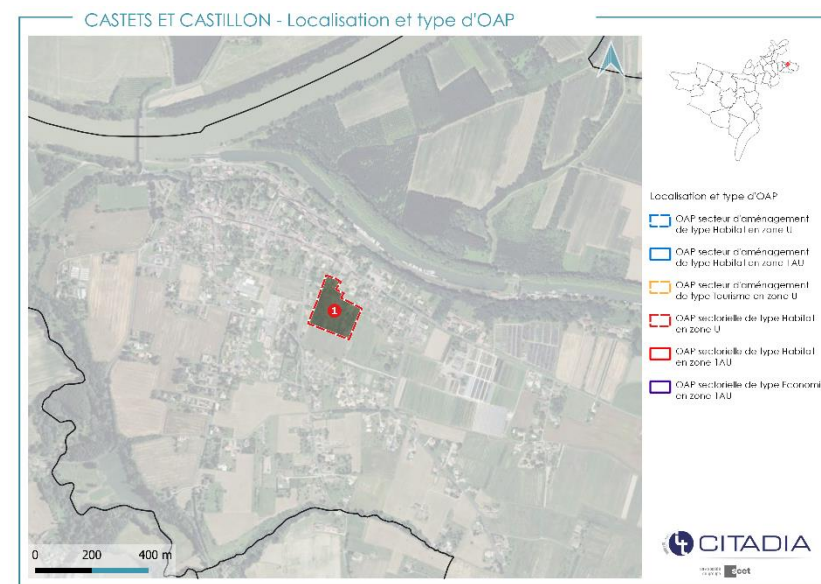 CASTETS ET CASTILLON - Localisation et type d'OAP
1
0 200 400 m
Localisation et type d'OAP
OAP secteur d'aménagement
de type Habitat en zone U
OAP secteur d'aménagement
de type Habitat en zone 1AU
OAP secteur d'aménagement
de type Tourisme en zone U
OAP sectorielle de type Habitat
en zone U
OAP sectorielle de type Habitat
en zone 1AU
OAP sectorielle de type Economi
en zone 1AU
CITADIA
scet